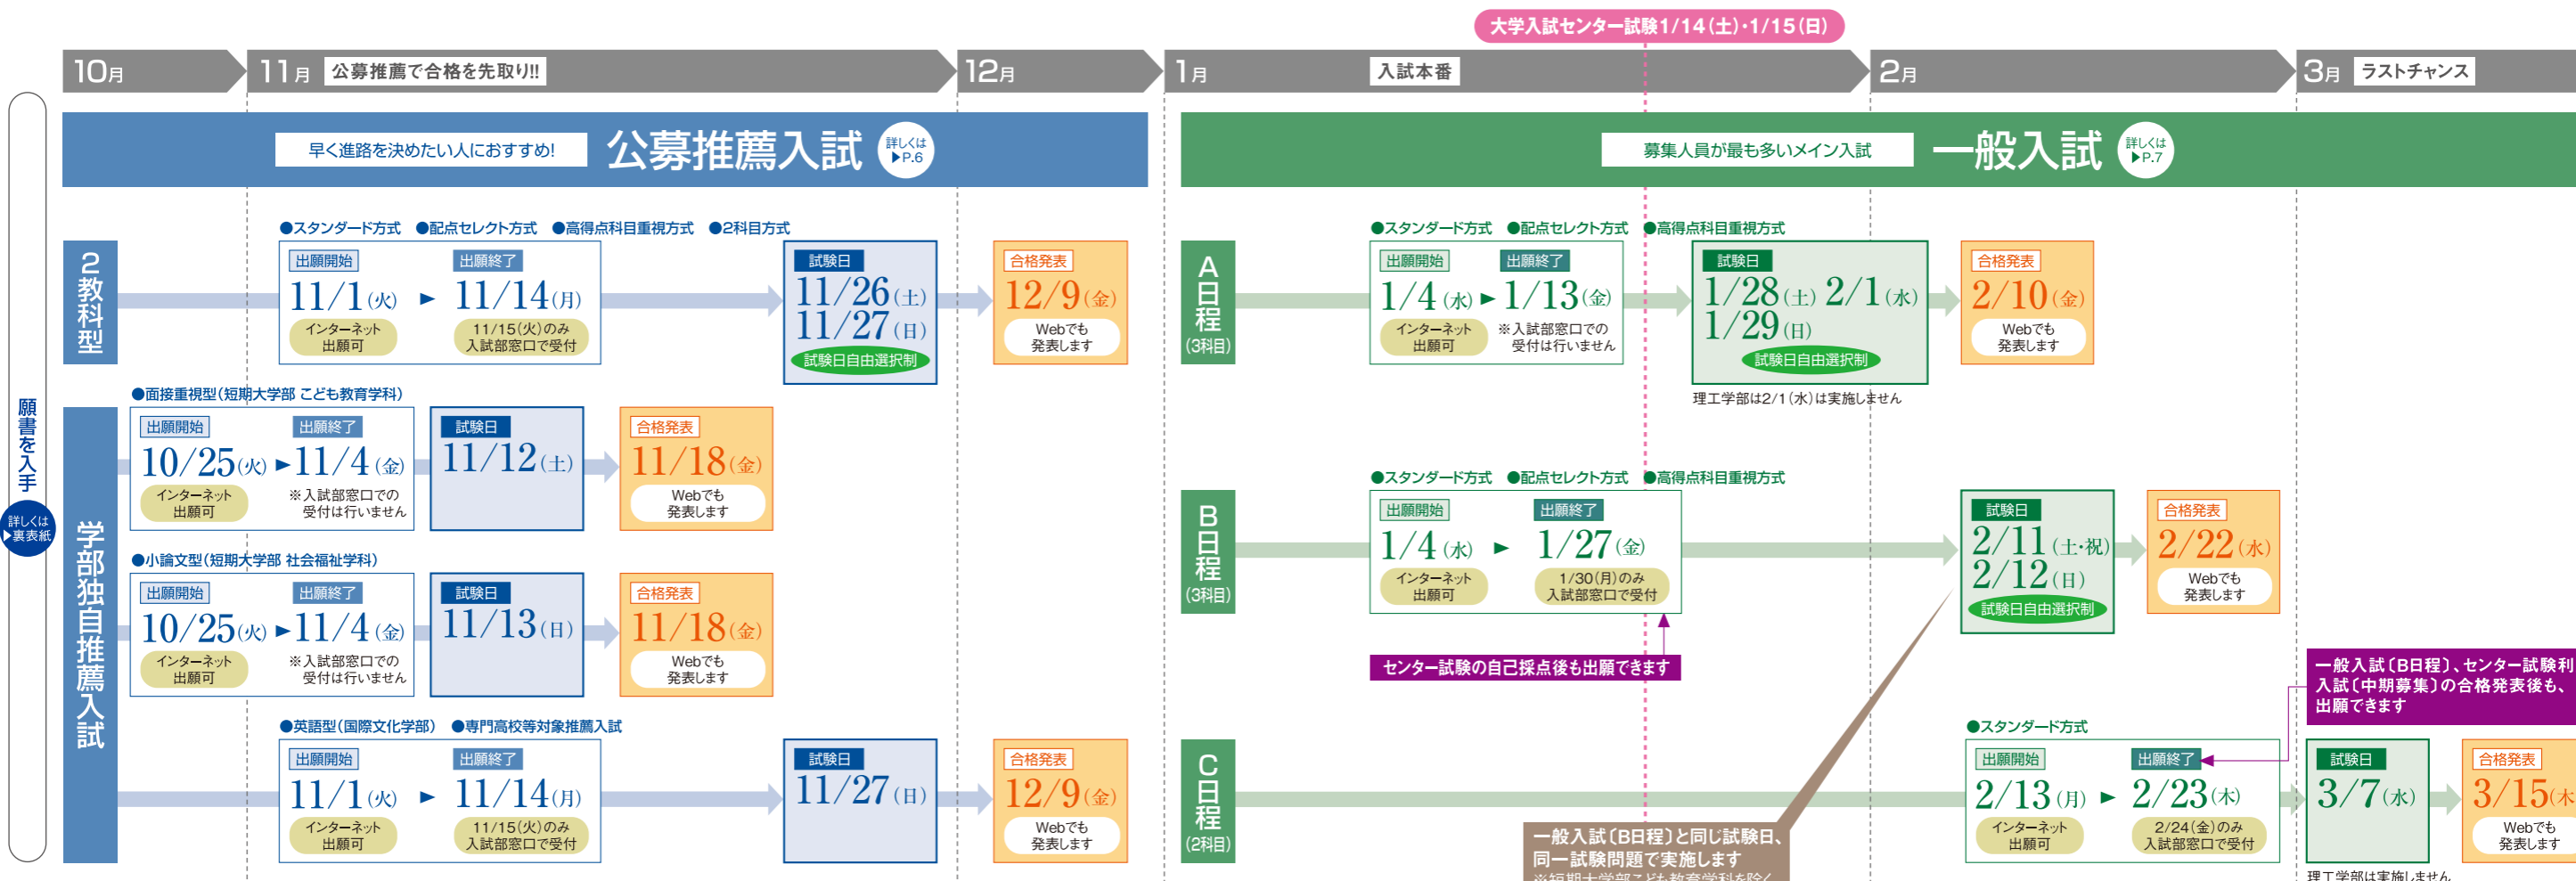 大学入試センター試験1/14(土)・1/15(日)
10月
11月 公募推薦で合格を先取り!!
12月
1月 入試本番
2月
3月 ラストチャンス
願書を入手
詳しくは
▶裏表紙
早く進路を決めたい人におすすめ! 公募推薦入試 詳しくは
▶P.6
2教科型
●スタンダード方式 ●配点セレクト方式 ●高得点科目重視方式 ●2科目方式
出願開始 出願終了
11/1(火) ▶ 11/14(月)
インターネット
出願可
11/15(火)のみ
入試部窓口で受付
試験日
11/26(土)
11/27(日)
試験日自由選択制
合格発表
12/9(金)
Webでも
発表します
学部独自推薦入試
●面接重視型(短期大学部 こども教育学科)
出願開始 出願終了
10/25(火) ▶11/4(金)
インターネット
出願可
※入試部窓口での
受付は行いません
試験日
11/12(土)
合格発表
11/18(金)
Webでも
発表します
●小論文型(短期大学部 社会福祉学科)
出願開始 出願終了
10/25(火) ▶11/4(金)
インターネット
出願可
※入試部窓口での
受付は行いません
試験日
11/13(日)
合格発表
11/18(金)
Webでも
発表します
●英語型(国際文化学部) ●専門高校等対象推薦入試
出願開始 出願終了
11/1(火) ▶ 11/14(月)
インターネット
出願可
11/15(火)のみ
入試部窓口で受付
試験日
11/27(日)
合格発表
12/9(金)
Webでも
発表します
募集人員が最も多いメイン入試 一般入試 詳しくは
▶P.7
A日程
(3科目)
●スタンダード方式 ●配点セレクト方式 ●高得点科目重視方式
出願開始 出願終了
1/4(水) ▶ 1/13(金)
インターネット
出願可
※入試部窓口での
受付は行いません
試験日
1/28(土) 2/1(水)
1/29(日)
試験日自由選択制
理工学部は2/1(水)は実施しません
合格発表
2/10(金)
Webでも
発表します
B日程
(3科目)
●スタンダード方式 ●配点セレクト方式 ●高得点科目重視方式
出願開始 出願終了
1/4(水) ▶ 1/27(金)
インターネット
出願可
1/30(月)のみ
入試部窓口で受付
センター試験の自己採点後も出願できます
試験日
2/11(土・祝)
2/12(日)
試験日自由選択制
合格発表
2/22(水)
Webでも
発表します
一般入試〔B日程〕と同じ試験日、
同一試験問題で実施します
※短期大学部こども教育学科を除く
C日程
(2科目)
●スタンダード方式
出願開始 出願終了
2/13(月) ▶ 2/23(木)
インターネット
出願可
2/24(金)のみ
入試部窓口で受付
一般入試〔B日程〕、センター試験利
入試〔中期募集〕の合格発表後も、
出願できます
試験日
3/7(水)
理工学部は実施しません
合格発表
3/15(木
Webでも
発表します